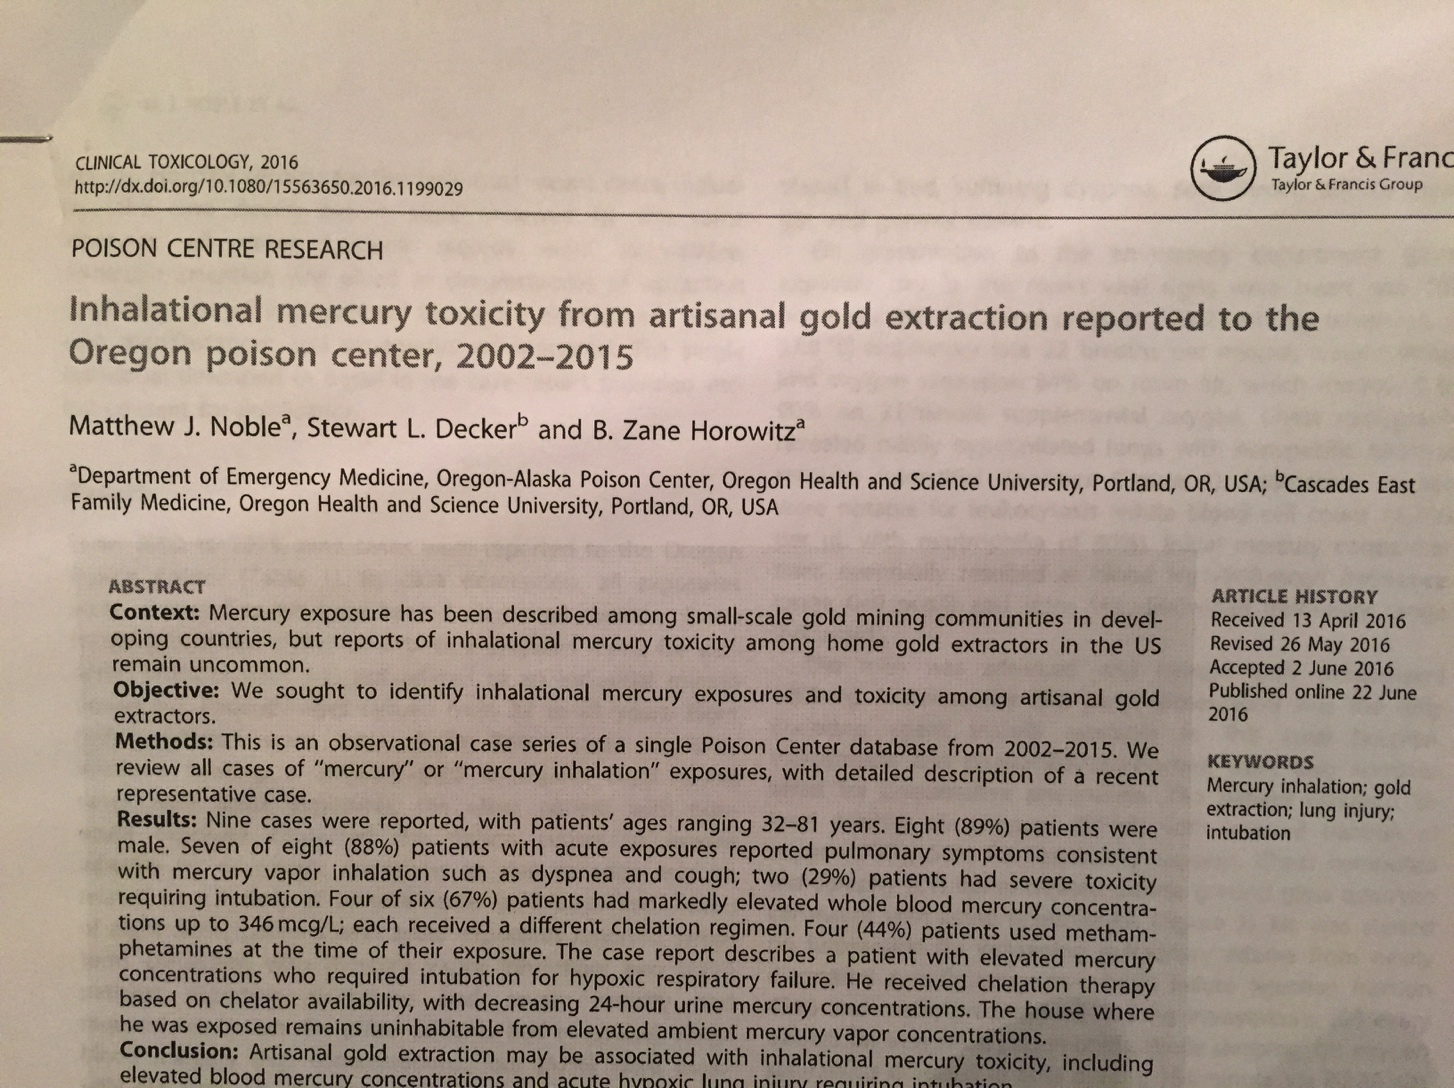 CLINICAL TOXICOLOGY, 2016
http://dx.doi.org/10.1080/15563650.2016.1199029
Taylor & Franc
Taylor & Francis Group
POISON CENTRE RESEARCH
Inhalational mercury toxicity from artisanal gold extraction reported to the
Oregon poison center, 2002–2015
Matthew J. Nobleᵃ, Stewart L. Deckerᵇ and B. Zane Horowitzᵃ
ᵃDepartment of Emergency Medicine, Oregon-Alaska Poison Center, Oregon Health and Science University, Portland, OR, USA; ᵇCascades East
Family Medicine, Oregon Health and Science University, Portland, OR, USA
ABSTRACT
Context: Mercury exposure has been described among small-scale gold mining communities in devel-
oping countries, but reports of inhalational mercury toxicity among home gold extractors in the US
remain uncommon.
Objective: We sought to identify inhalational mercury exposures and toxicity among artisanal gold
extractors.
Methods: This is an observational case series of a single Poison Center database from 2002–2015. We
review all cases of “mercury” or “mercury inhalation” exposures, with detailed description of a recent
representative case.
Results: Nine cases were reported, with patients’ ages ranging 32–81 years. Eight (89%) patients were
male. Seven of eight (88%) patients with acute exposures reported pulmonary symptoms consistent
with mercury vapor inhalation such as dyspnea and cough; two (29%) patients had severe toxicity
requiring intubation. Four of six (67%) patients had markedly elevated whole blood mercury concentra-
tions up to 346 mcg/L; each received a different chelation regimen. Four (44%) patients used metham-
phetamines at the time of their exposure. The case report describes a patient with elevated mercury
concentrations who required intubation for hypoxic respiratory failure. He received chelation therapy
based on chelator availability, with decreasing 24-hour urine mercury concentrations. The house where
he was exposed remains uninhabitable from elevated ambient mercury vapor concentrations.
Conclusion: Artisanal gold extraction may be associated with inhalational mercury toxicity, including
elevated blood mercury concentrations and acute hypoxic lung injury requiring intubation.
ARTICLE HISTORY
Received 13 April 2016
Revised 26 May 2016
Accepted 2 June 2016
Published online 22 June
2016
KEYWORDS
Mercury inhalation; gold
extraction; lung injury;
intubation